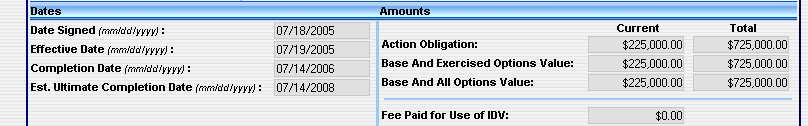 Dates
Date Signed (mm/dd/yyyy) : 07/18/2005
Effective Date (mm/dd/yyyy) : 07/19/2005
Completion Date (mm/dd/yyyy) : 07/14/2006
Est. Ultimate Completion Date (mm/dd/yyyy) : 07/14/2008
Amounts
Current Total
Action Obligation: $225,000.00 $725,000.00
Base And Exercised Options Value: $225,000.00 $725,000.00
Base And All Options Value: $225,000.00 $725,000.00
Fee Paid for Use of IDV: $0.00